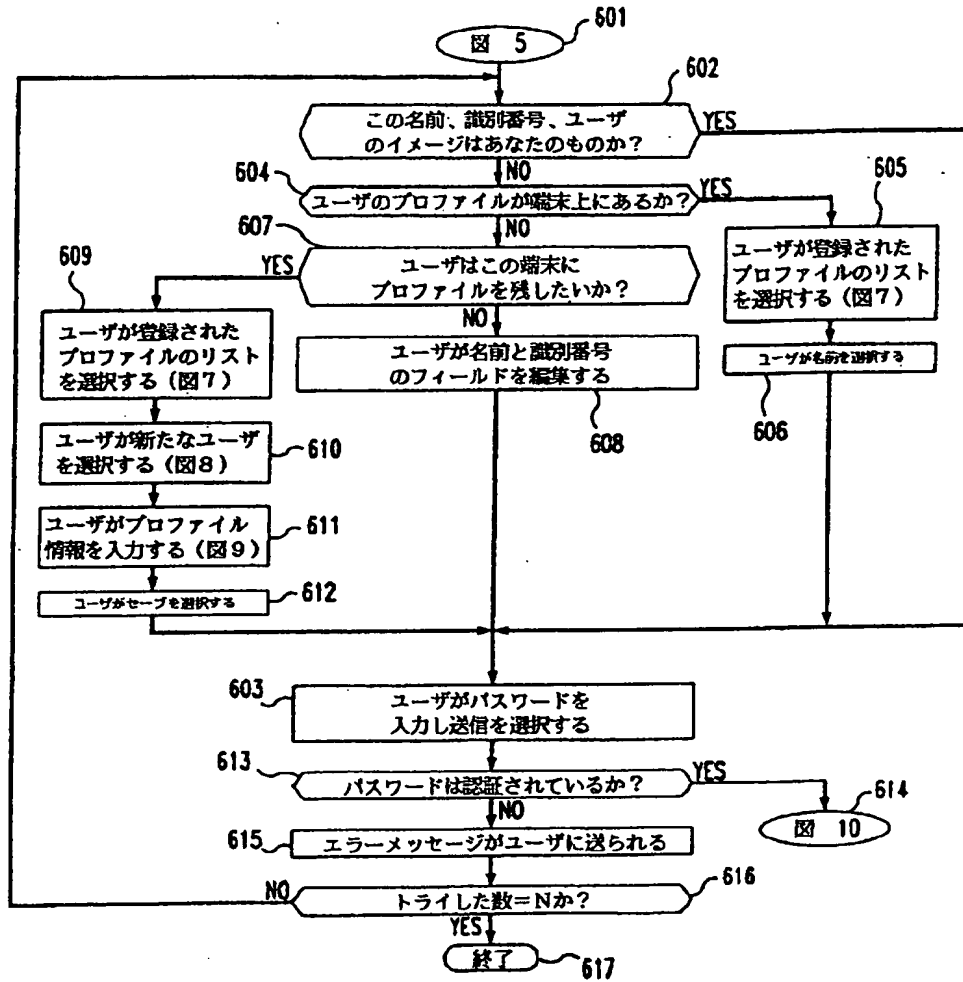 図 5
601
602
この名前、識別番号、ユーザ
のイメージはあなたのものか?
YES
NO
604
ユーザのプロファイルが端末上にあるか?
YES
NO
605
ユーザが登録された
プロファイルのリスト
を選択する(図7)
ユーザが名前を選択する
606
607
ユーザはこの端末に
プロファイルを残したいか?
YES
NO
609
ユーザが登録された
プロファイルのリスト
を選択する(図7)
ユーザが名前と識別番号
のフィールドを編集する
608
ユーザが新たなユーザ
を選択する(図8)
610
ユーザがプロファイル
情報を入力する(図9)
611
ユーザがセーブを選択する
612
603
ユーザがパスワードを
入力し送信を選択する
613
パスワードは認証されているか?
YES
NO
614
図 10
615
エラーメッセージがユーザに送られる
616
トライした数=Nか?
NO
YES
終了
617